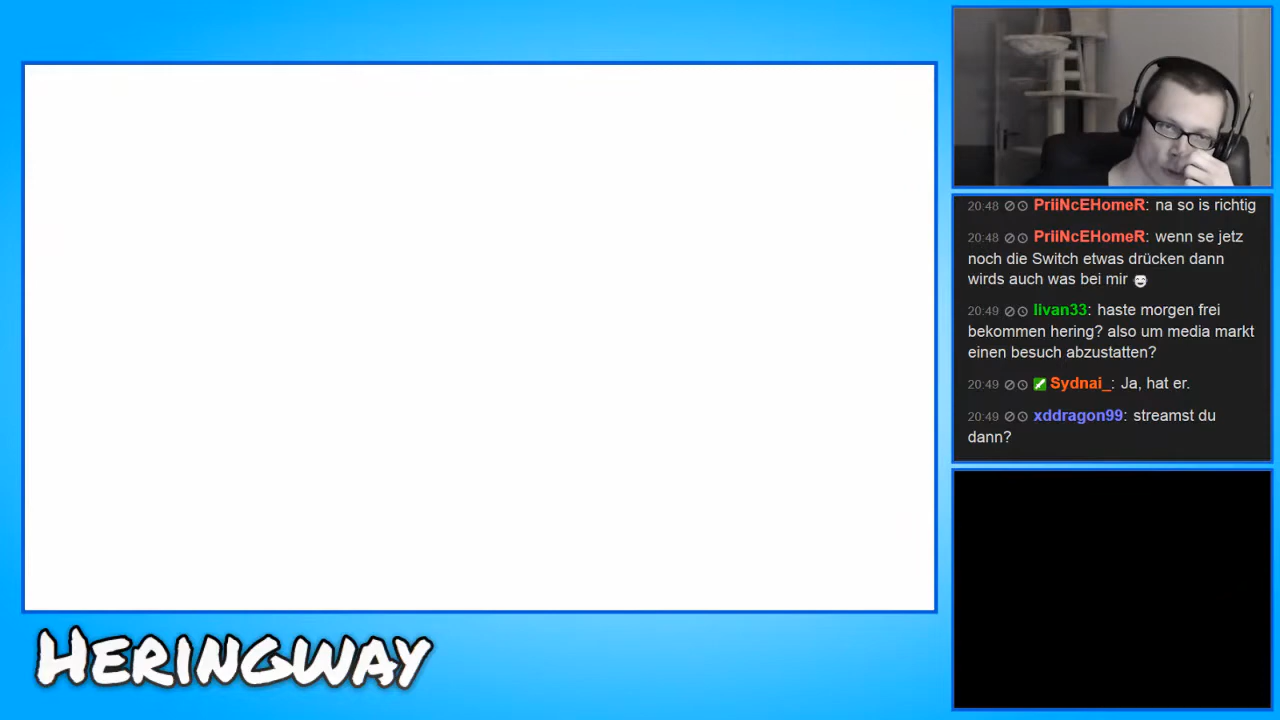 20:48 PriiNcEHomeR: na so is richtig
20:48 PriiNcEHomeR: wenn se jetz
noch die Switch etwas drücken dann
wirds auch was bei mir
20:49 livan33: haste morgen frei
bekommen hering? also um media markt
einen besuch abzustatten?
20:49 Sydnai_: Ja, hat er.
20:49 xddragon99: streamst du
dann?
HERINGWAY